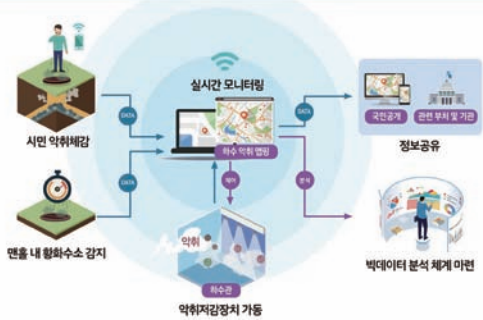 실시간 모니터링
시민 악취체감
DATA
DATA
DATA
하수 악취 맵핑
국민공개
관련 부처 및 기관
정보공유
맨홀 내 황화수소 감지
제어
분석
악취
하수관
악취저감장치 가동
빅데이터 분석 체계 마련